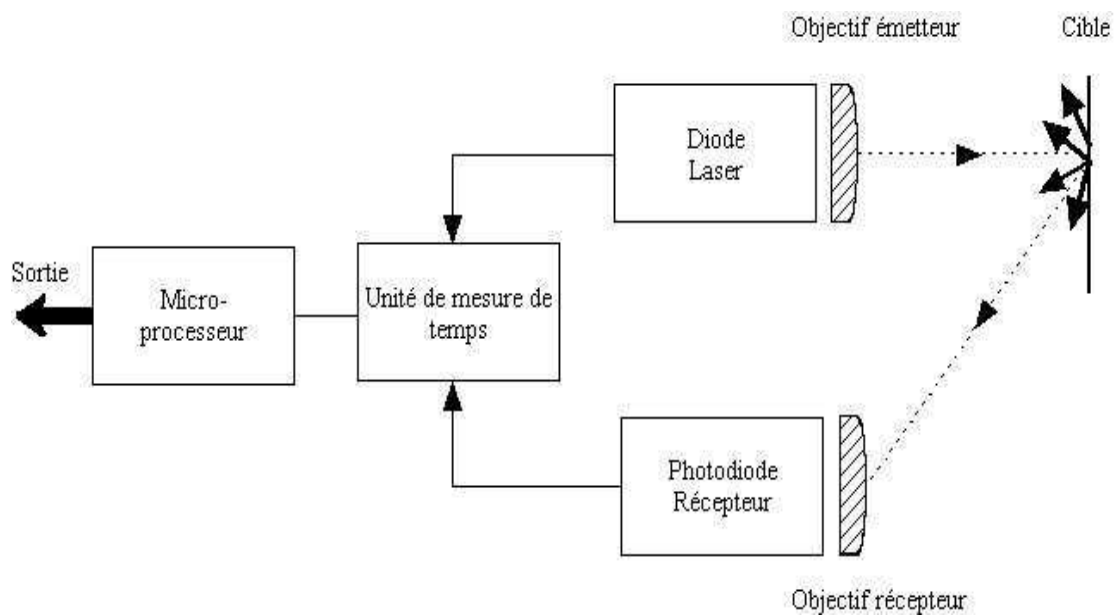 Objectif émetteur
Cible
Diode
Laser
Sortie
Micro-
processeur
Unité de mesure de
temps
Photodiode
Récepteur
Objectif récepteur